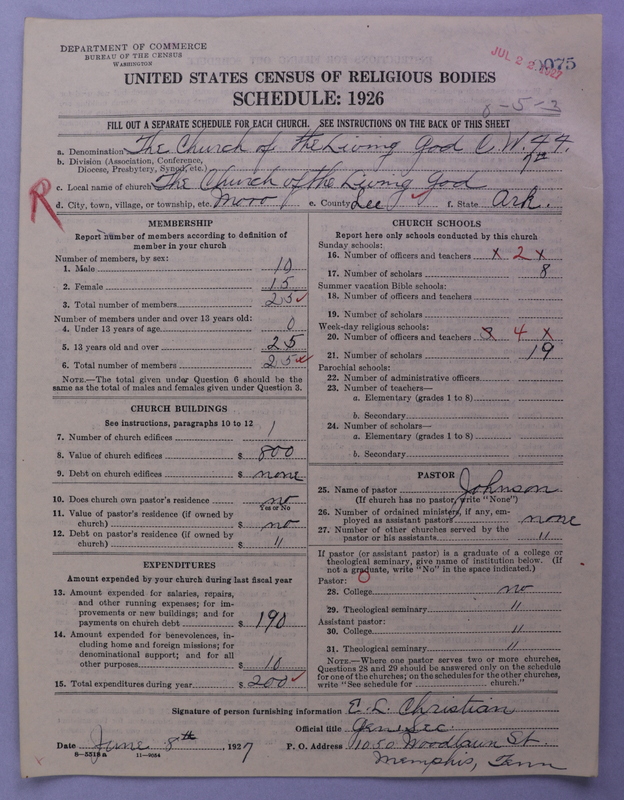 DEPARTMENT OF COMMERCE
BUREAU OF THE CENSUS
WASHINGTON
JUL 22 1927
075
UNITED STATES CENSUS OF RELIGIOUS BODIES
SCHEDULE: 1926
8-5-3
FILL OUT A SEPARATE SCHEDULE FOR EACH CHURCH. SEE INSTRUCTIONS ON THE BACK OF THIS SHEET
a. Denomination The Church of the Living God C. W. F. F.
b. Division (Association, Conference, Diocese, Presbytery, Synod, etc.)
c. Local name of church The Church of the Living God
R
d. City, town, village, or township, etc. Moro e. County Lee f. State Ark.
MEMBERSHIP
Report number of members according to definition of member in your church
Number of members, by sex:
1. Male 10
2. Female 15
3. Total number of members 25
Number of members under and over 13 years old:
4. Under 13 years of age 0
5. 13 years old and over 25
6. Total number of members 25
NOTE.—The total given under Question 6 should be the same as the total of males and females given under Question 3.
CHURCH BUILDINGS
See instructions, paragraphs 10 to 12
7. Number of church edifices 1
8. Value of church edifices $ 800
9. Debt on church edifices $ none
10. Does church own pastor's residence no
Yes or No
11. Value of pastor's residence (if owned by church) $ no
12. Debt on pastor's residence (if owned by church) $ "
EXPENDITURES
Amount expended by your church during last fiscal year
13. Amount expended for salaries, repairs, and other running expenses; for improvements or new buildings; and for payments on church debt $ 190
14. Amount expended for benevolences, including home and foreign missions; for denominational support; and for all other purposes $ 10
15. Total expenditures during year $ 200
CHURCH SCHOOLS
Report here only schools conducted by this church
Sunday schools:
16. Number of officers and teachers x 2 x
17. Number of scholars 8
Summer vacation Bible schools:
18. Number of officers and teachers
19. Number of scholars
Week-day religious schools:
20. Number of officers and teachers 4 x
21. Number of scholars 19
Parochial schools:
22. Number of administrative officers
23. Number of teachers—
a. Elementary (grades 1 to 8)
b. Secondary
24. Number of scholars—
a. Elementary (grades 1 to 8)
b. Secondary
PASTOR
25. Name of pastor Johnson
(If church has no pastor, write "None")
26. Number of ordained ministers, if any, employed as assistant pastors none
27. Number of other churches served by the pastor or his assistants "
If pastor (or assistant pastor) is a graduate of a college or theological seminary, give name of institution below. (If not a graduate, write "No" in the space indicated.)
Pastor:
28. College no
29. Theological seminary "
Assistant pastor:
30. College "
31. Theological seminary "
NOTE.—Where one pastor serves two or more churches, Questions 28 and 29 should be answered only on the schedule for one of the churches; on the schedules for the other churches, write "See schedule for church."
Signature of person furnishing information E. L. Christian
Official title Gen. Sec.
Date June 8th, 1927 P. O. Address 1050 Woodlawn St
Memphis, Tenn
8—5518 a 11—9034